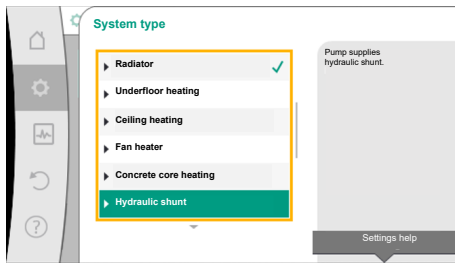 System type
Radiator
Underfloor heating
Ceiling heating
Fan heater
Concrete core heating
Hydraulic shunt
Pump supplies
hydraulic shunt.
Settings help
?